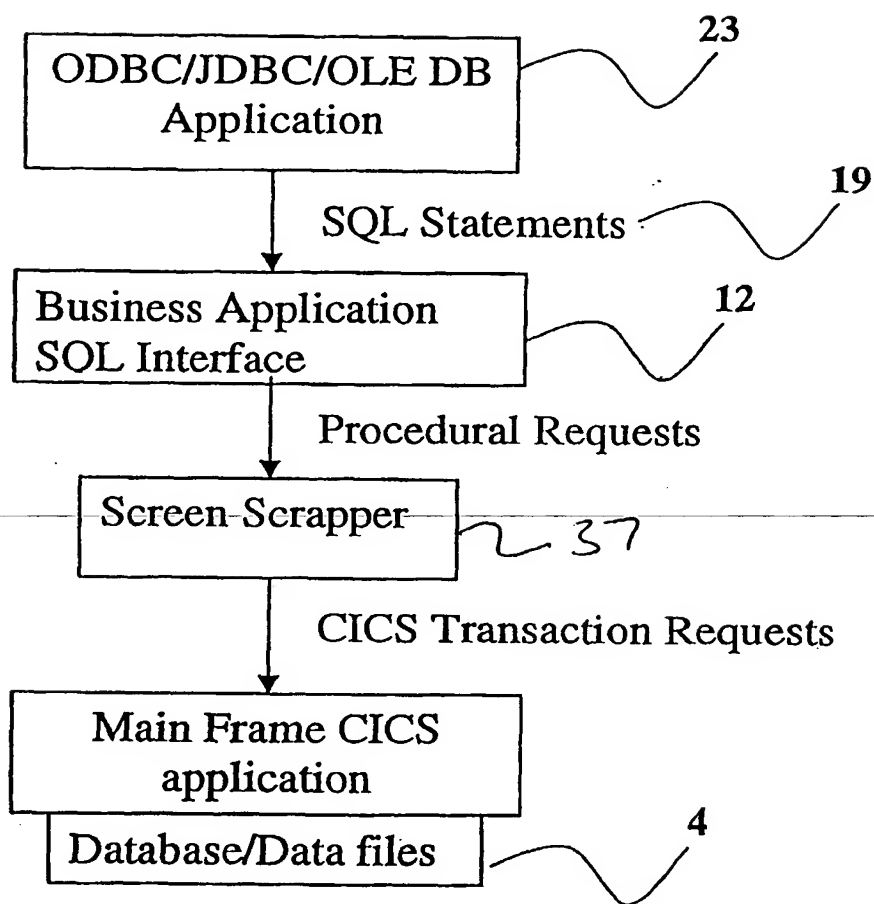 23
ODBC/JDBC/OLE DB
Application
19
SQL Statements
12
Business Application
SQL Interface
Procedural Requests
Screen Scrapper
37
CICS Transaction Requests
Main Frame CICS
application
4
Database/Data files